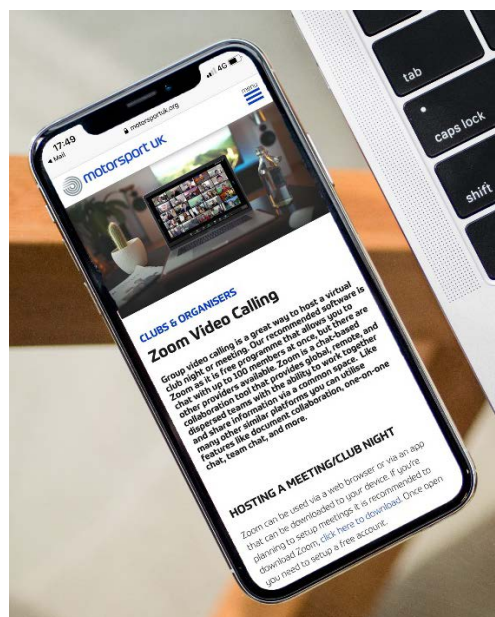 17:49
4G
Mail
motorsportuk.org
motorsport UK
menu
CLUBS & ORGANISERS
Zoom Video Calling
Group video calling is a great way to host a virtual
club night or meeting. Our recommended software is
Zoom as it is free programme that allows you to
chat with up to 100 members at once, but there are
other providers available. Zoom is a chat-based
collaboration tool that provides global, remote, and
dispersed teams with the ability to work together
and share information via a common space. Like
many other similar platforms you can utilise
features like document collaboration, one-on-one
chat, team chat, and more.
HOSTING A MEETING/CLUB NIGHT
Zoom can be used via a web browser or via an app
that can be downloaded to your device. If you're
planning to setup meetings it is recommended to
download Zoom, click here to download. Once open
you need to setup a free account.
tab
caps lock
shift